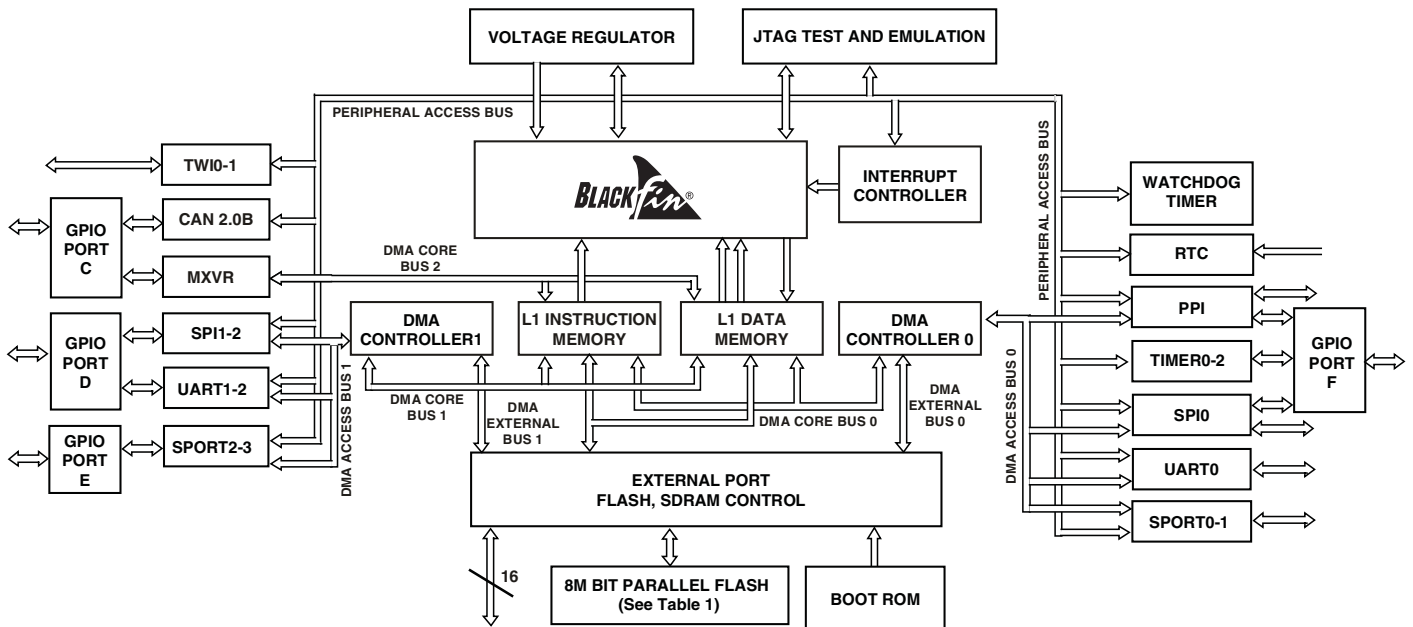 VOLTAGE REGULATOR
JTAG TEST AND EMULATION
PERIPHERAL ACCESS BUS
TWI0-1
CAN 2.0B
MXVR
GPIO
PORT
C
SPI1-2
UART1-2
GPIO
PORT
D
SPORT2-3
GPIO
PORT
E
BLACKfin®
INTERRUPT
CONTROLLER
PERIPHERAL ACCESS BUS
WATCHDOG
TIMER
RTC
PPI
TIMER0-2
SPI0
GPIO
PORT
F
UART0
SPORT0-1
DMA CORE
BUS 2
DMA
CONTROLLER1
L1 INSTRUCTION
MEMORY
L1 DATA
MEMORY
DMA
CONTROLLER 0
DMA ACCESS BUS 1
DMA CORE
BUS 1
DMA
EXTERNAL
BUS 1
DMA CORE BUS 0
DMA
EXTERNAL
BUS 0
DMA ACCESS BUS 0
EXTERNAL PORT
FLASH, SDRAM CONTROL
16
8M BIT PARALLEL FLASH
(See Table 1)
BOOT ROM